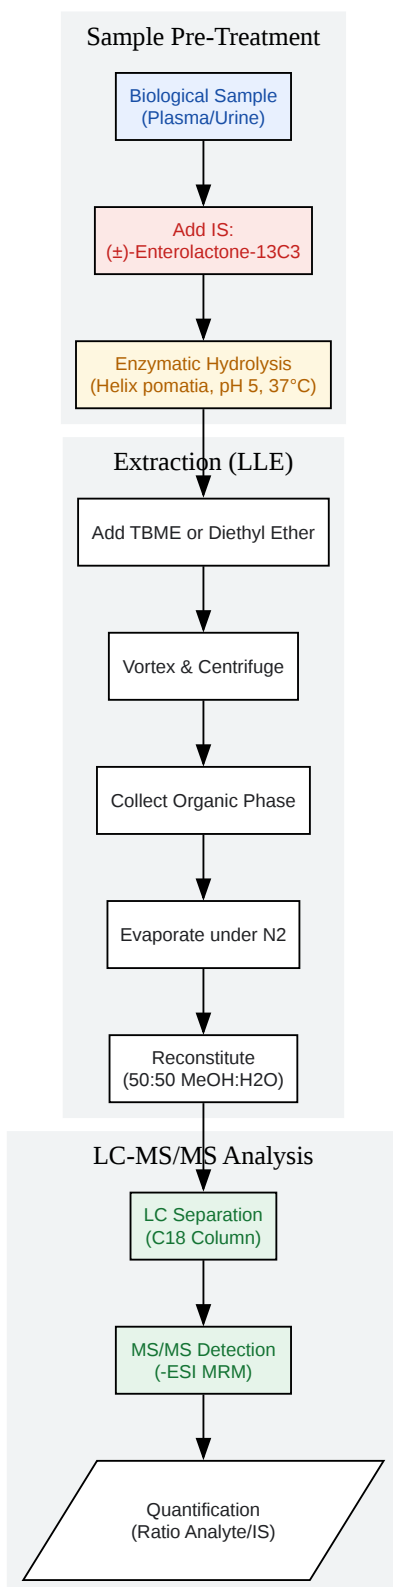 Sample Pre-Treatment
Biological Sample
(Plasma/Urine)
Add IS:
(±)-Enterolactone-13C3
Enzymatic Hydrolysis
(Helix pomatia, pH 5, 37°C)
Extraction (LLE)
Add TBME or Diethyl Ether
Vortex & Centrifuge
Collect Organic Phase
Evaporate under N2
Reconstitute
(50:50 MeOH:H2O)
LC-MS/MS Analysis
LC Separation
(C18 Column)
MS/MS Detection
(-ESI MRM)
Quantification
(Ratio Analyte/IS)